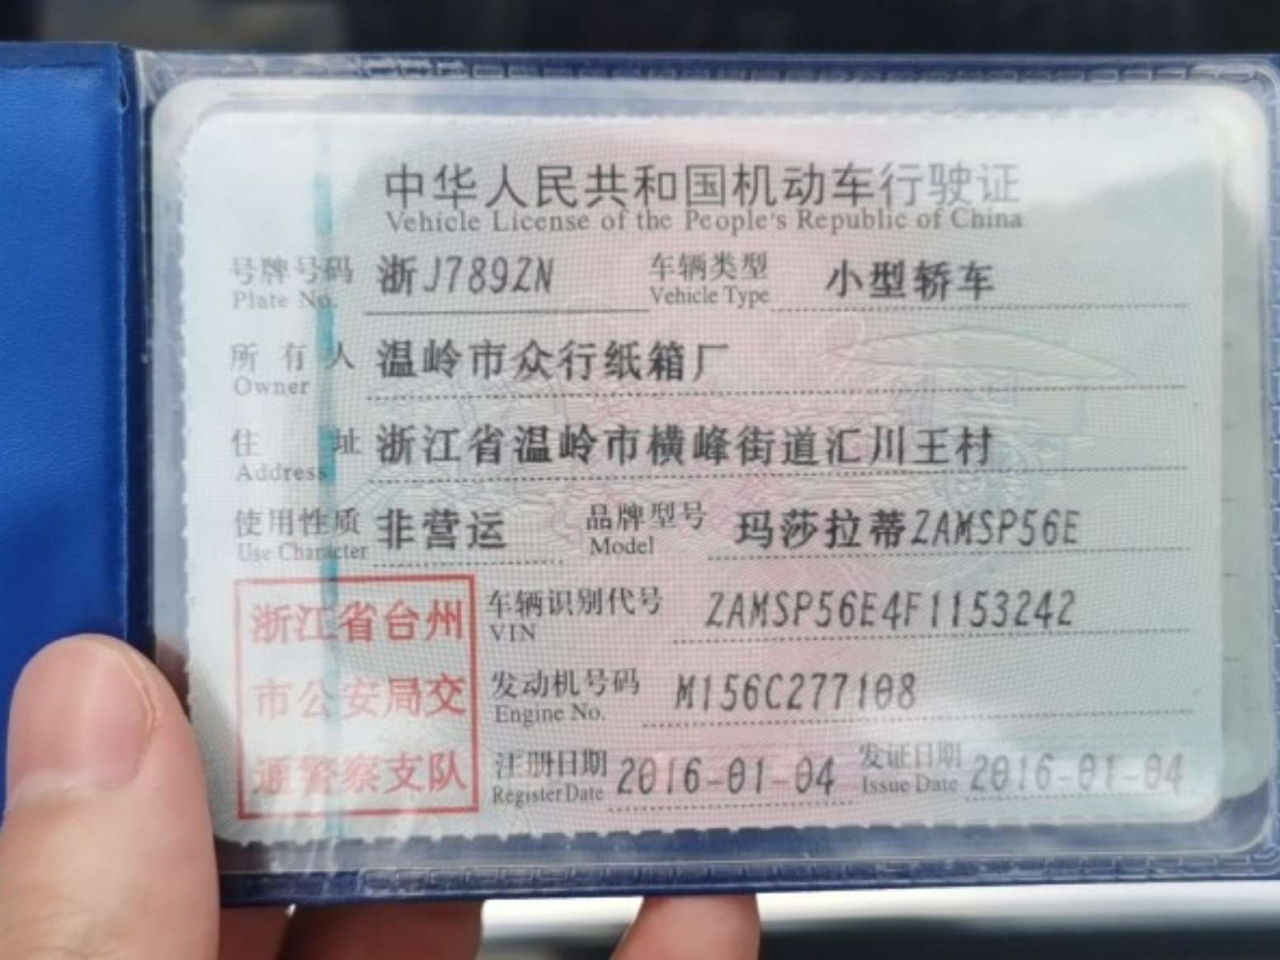 中华人民共和国机动车行驶证
Vehicle License of the People's Republic of China
号牌号码 浙J789ZN 车辆类型 小型轿车
Plate No. Vehicle Type
所有人 温岭市众行纸箱厂
Owner
住址 浙江省温岭市横峰街道汇川王村
Address
使用性质 非营运 品牌型号 玛莎拉蒂ZAMSP56E
Use Character Model
浙江省台州
市公安局交
通警察支队
车辆识别代号 ZAMSP56E4F1153242
VIN
发动机号码 M156C277108
Engine No.
注册日期 2016-01-04 发证日期 2016-01-04
Register Date Issue Date